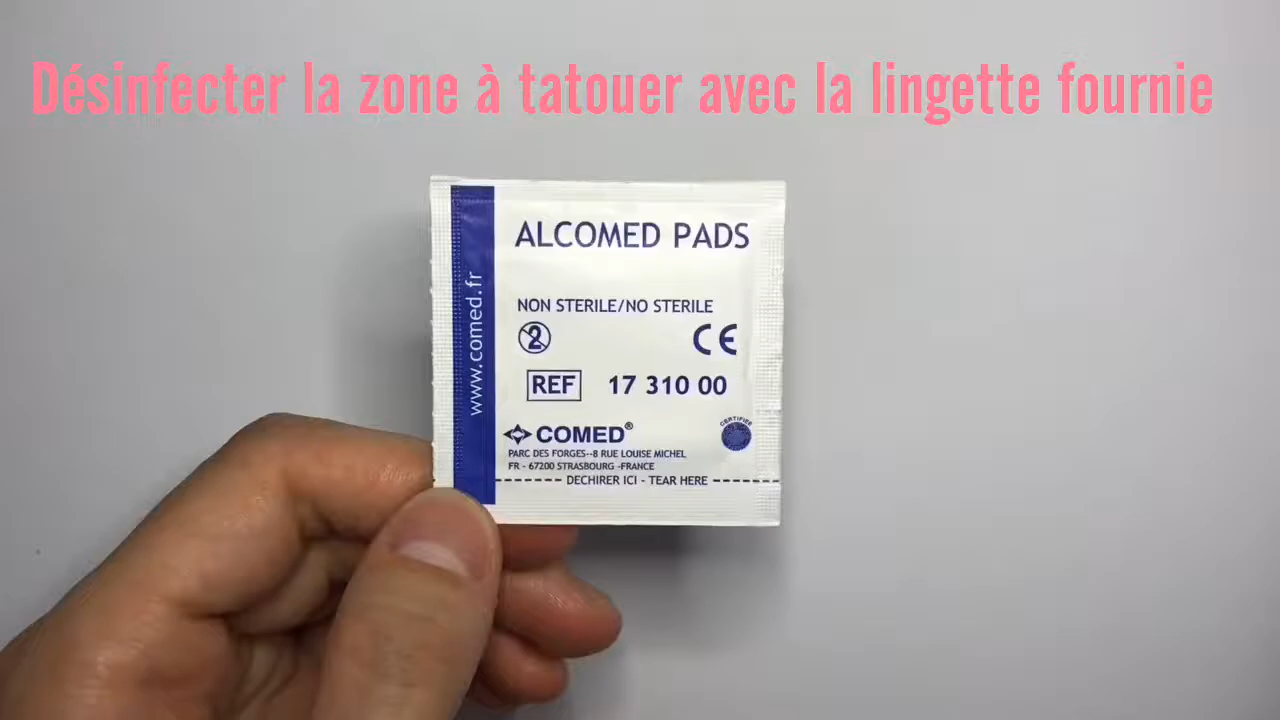 Désinfecter la zone à tatouer avec la lingette fournie
ALCOMED PADS
www.comed.fr
NON STERILE/NO STERILE
2
CE
REF 17 310 00
COMED®
CERTIFIEE
PARC DES FORGES--8 RUE LOUISE MICHEL
FR - 67200 STRASBOURG -FRANCE
DECHIRER ICI - TEAR HERE